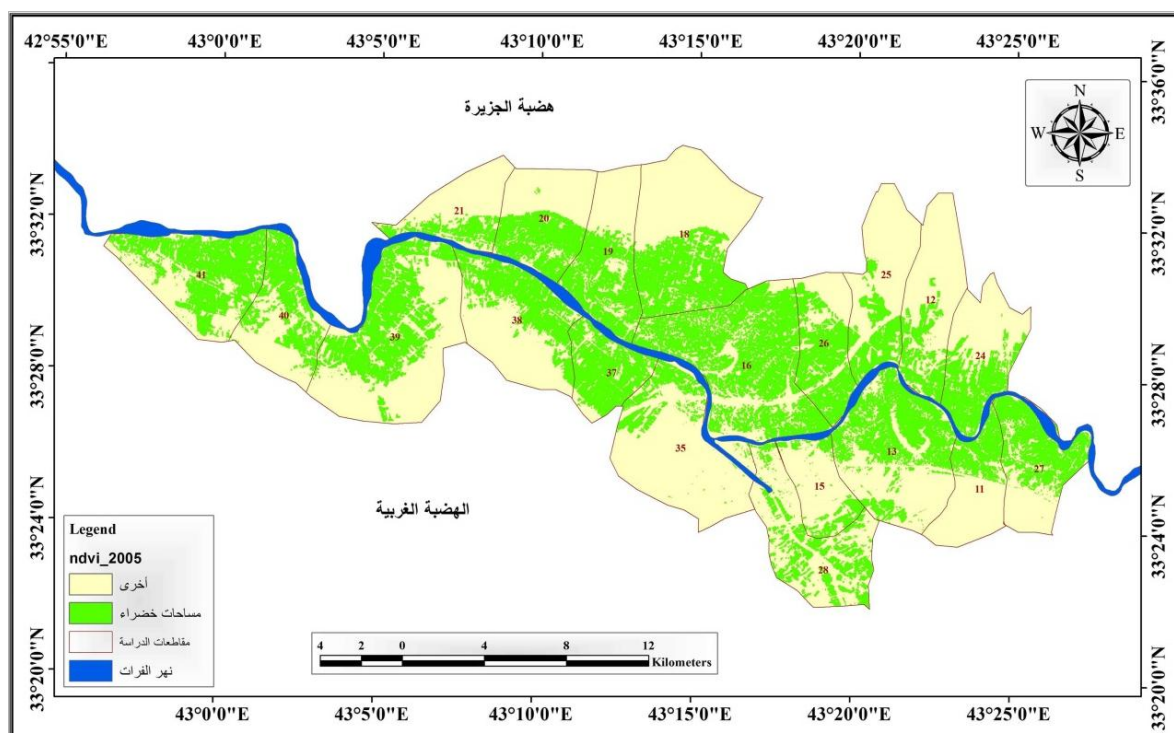 42°55'0"E 43°0'0"E 43°5'0"E 43°10'0"E 43°15'0"E 43°20'0"E 43°25'0"E
33°36'0"N
33°36'0"N
هضبة الجزيرة
N
W E
S
33°32'0"N
33°32'0"N
21
20
19
18
25
12
24
41
40
39
38
37
16
26
33°28'0"N
33°28'0"N
35
15
13
11
27
28
الهضبة الغربية
33°24'0"N
33°24'0"N
Legend
ndvi_2005
أخرى
مساحات خضراء
مقاطعات الدراسة
نهر الفرات
4 2 0 4 8 12
Kilometers
33°20'0"N
33°20'0"N
43°0'0"E 43°5'0"E 43°10'0"E 43°15'0"E 43°20'0"E 43°25'0"E